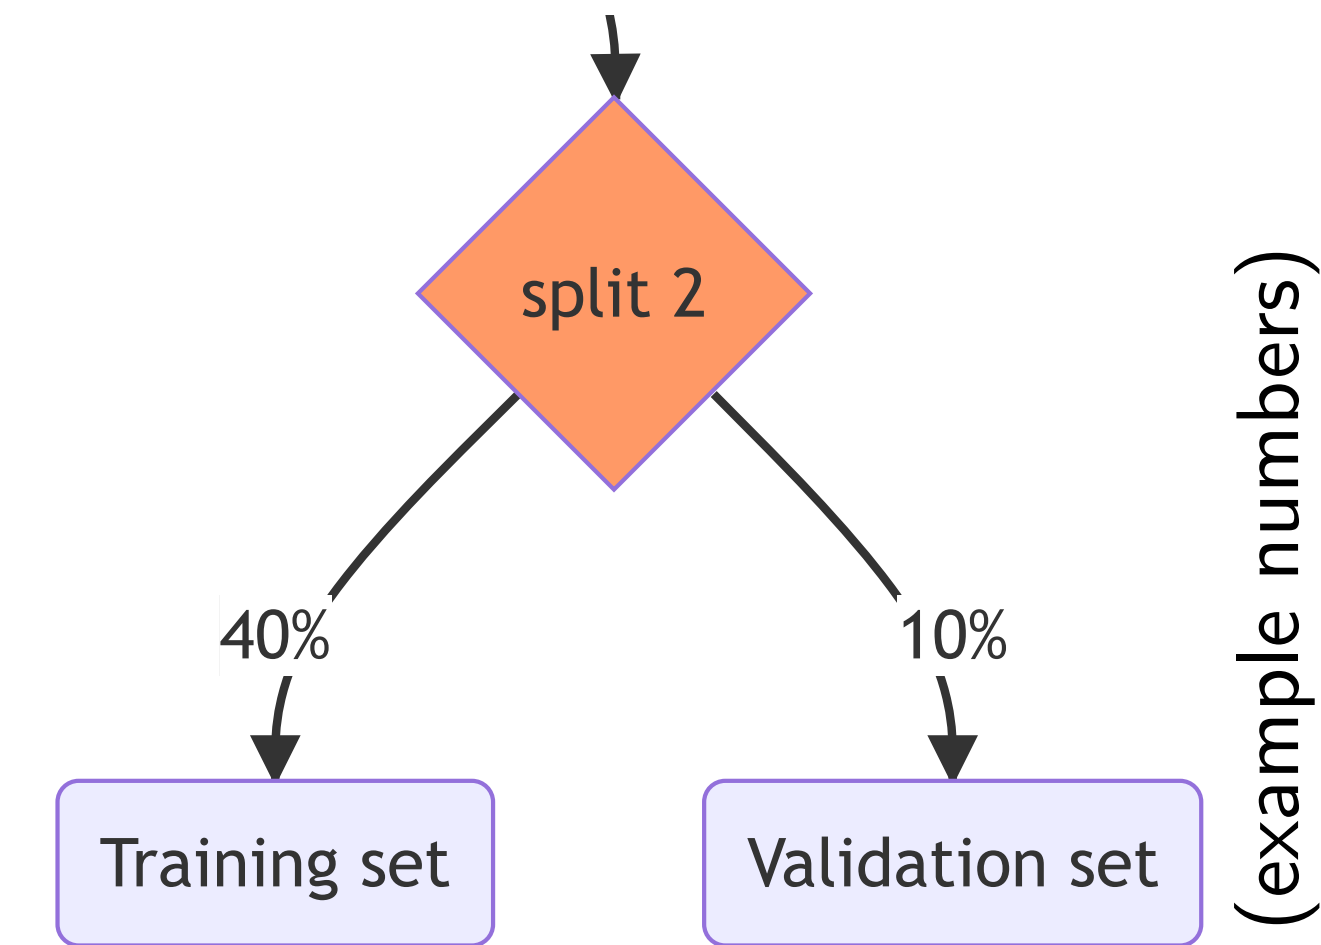 split 2
40%
10%
Training set
Validation set
(example numbers)